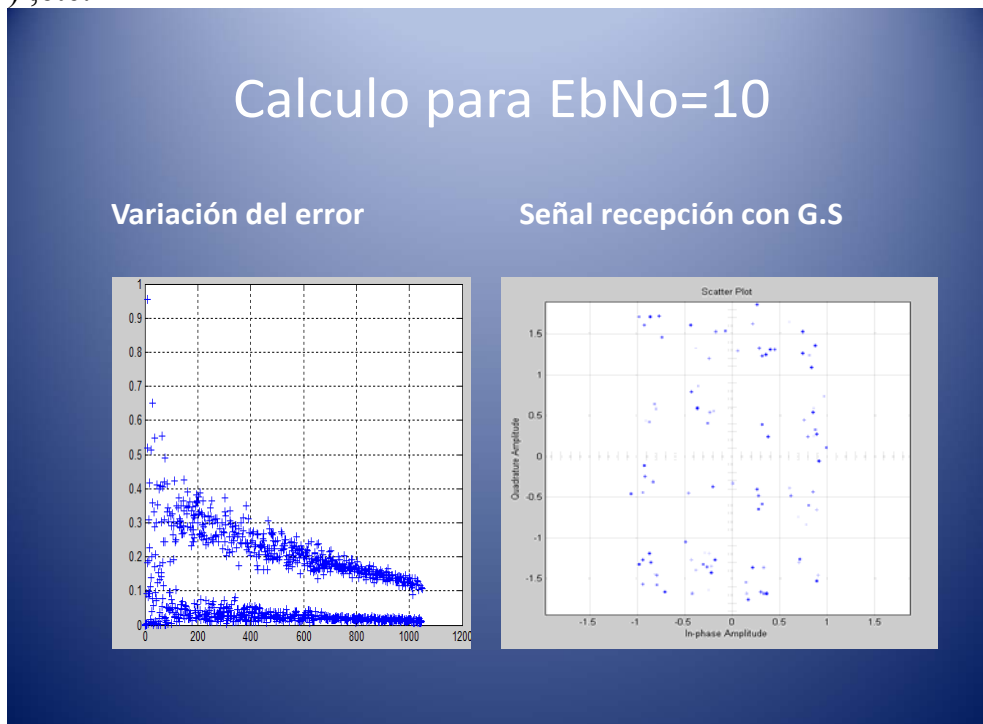 Calculo para EbNo=10
Variación del error
Señal recepción con G.S
1
0.9
0.8
0.7
0.6
0.5
0.4
0.3
0.2
0.1
0
0 200 400 600 800 1000 1200
Scatter Plot
Quadrature Amplitude
1.5
1
0.5
0
-0.5
-1
-1.5
-1.5 -1 -0.5 0 0.5 1 1.5
In-phase Amplitude